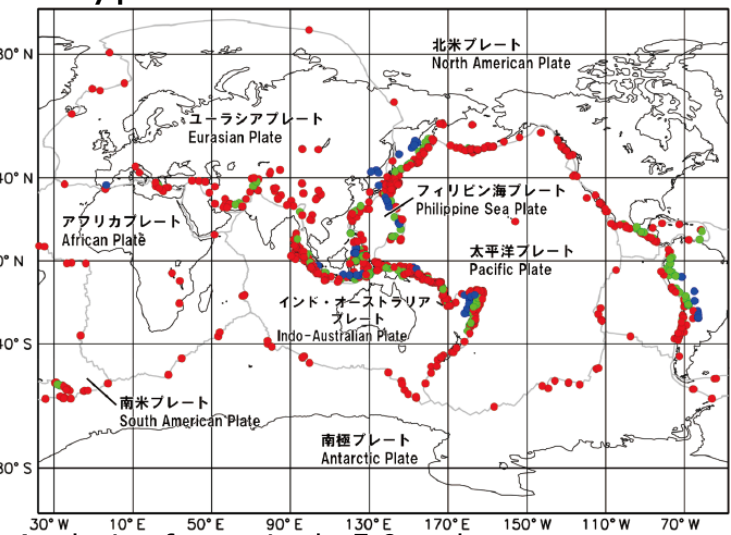 北米プレート
North American Plate
ユーラシアプレート
Eurasian Plate
フィリピン海プレート
Philippine Sea Plate
アフリカプレート
African Plate
太平洋プレート
Pacific Plate
インド・オーストラリア
プレート
Indo-Australian Plate
南米プレート
South American Plate
南極プレート
Antarctic Plate
80° N
40° N
0° N
40° S
80° S
30° W 10° E 50° E 90° E 130° E 170° E 150° W 110° W 70° W